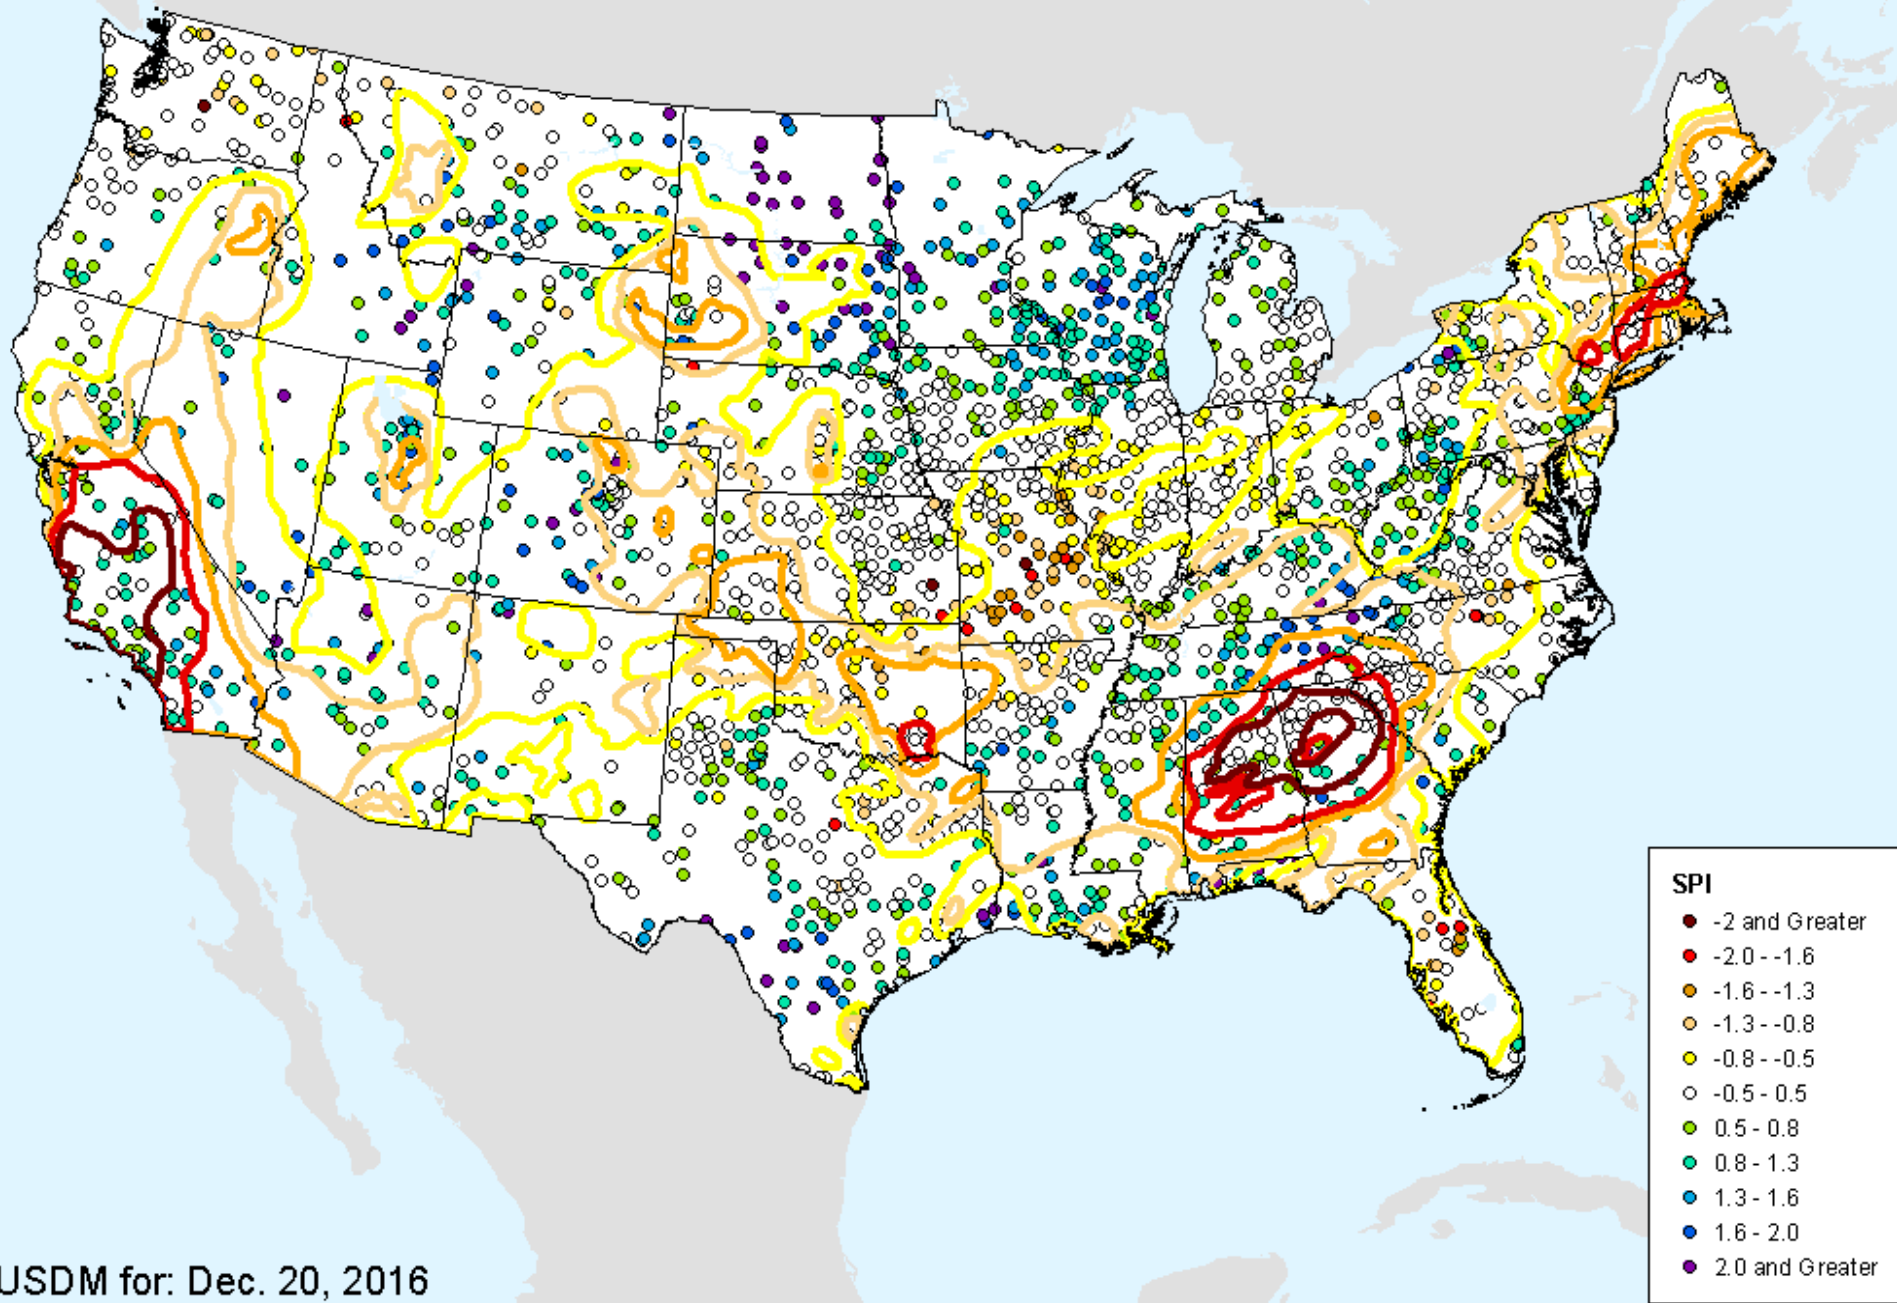 SPI
-2 and Greater
-2.0 - -1.6
-1.6 - -1.3
-1.3 - -0.8
-0.8 - -0.5
-0.5 - 0.5
0.5 - 0.8
0.8 - 1.3
1.3 - 1.6
1.6 - 2.0
2.0 and Greater
USDM for: Dec. 20, 2016